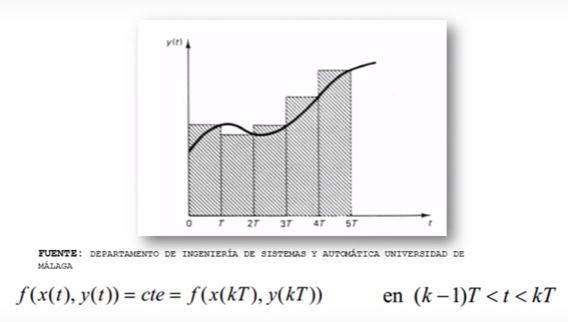 y(t)
0 T 2T 3T 4T 5T t
FUENTE: DEPARTAMENTO DE INGENIERÍA DE SISTEMAS Y AUTOMÁTICA UNIVERSIDAD DE
MÁLAGA
f(x(t), y(t)) = cte = f(x(kT), y(kT)) en (k − 1)T < t < kT